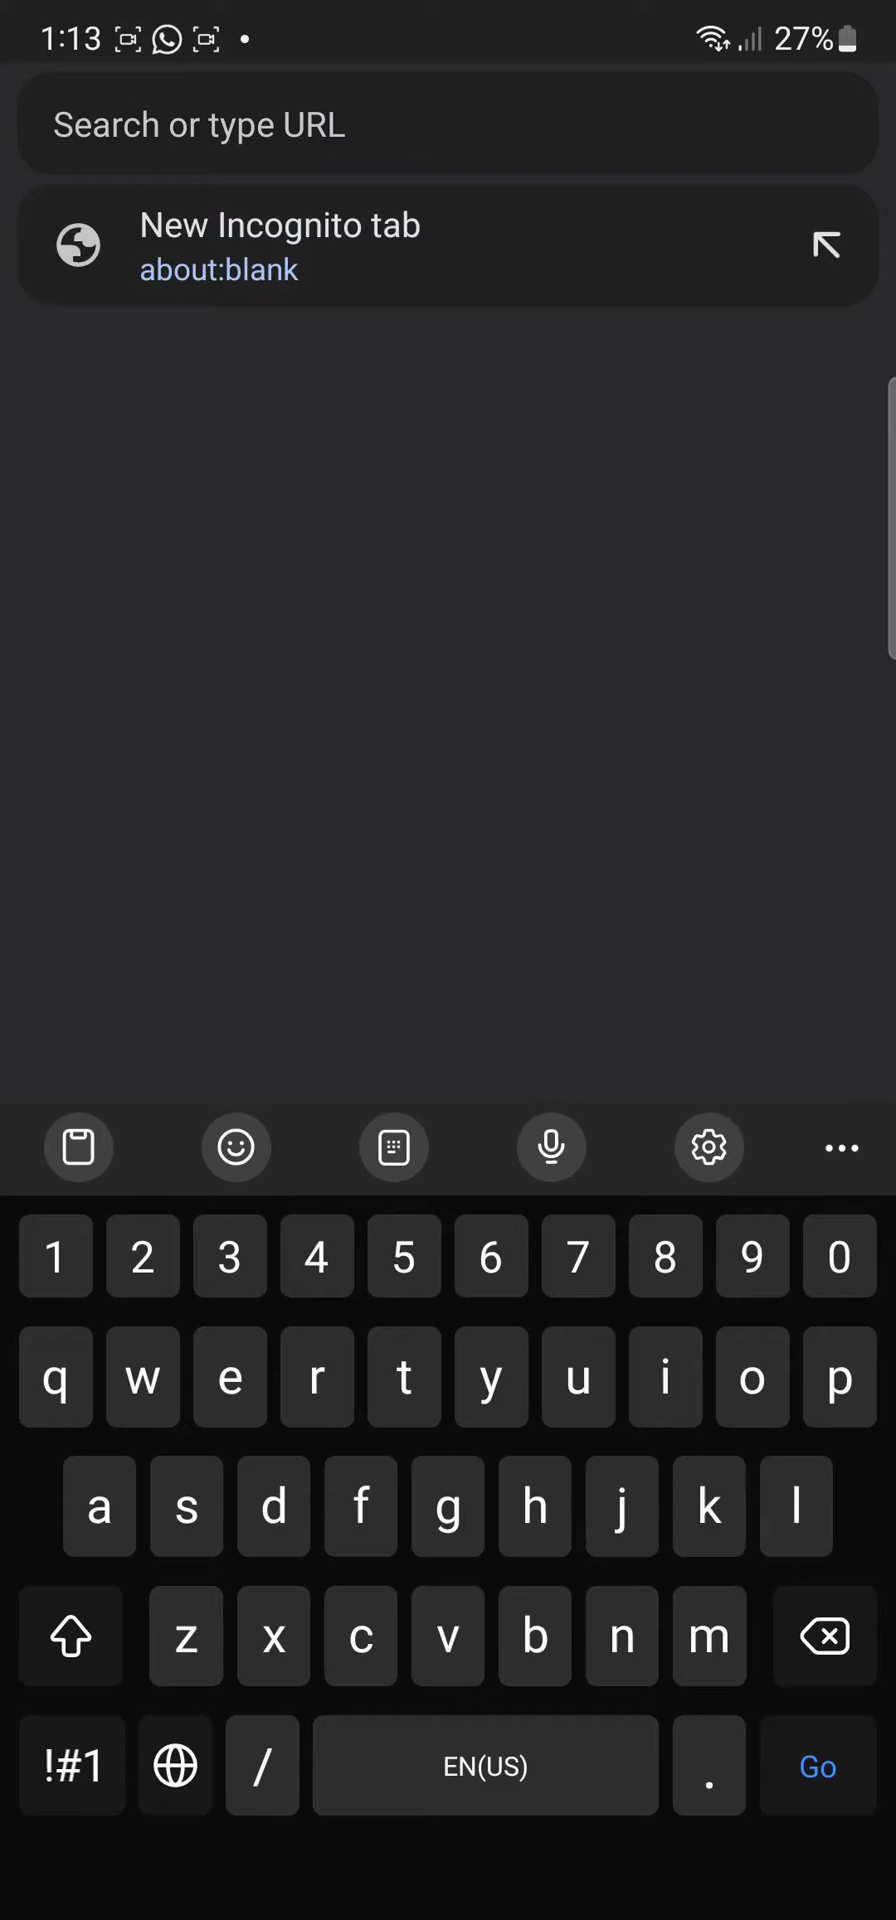 1:13 27%
Search or type URL
New Incognito tab
about:blank
1 2 3 4 5 6 7 8 9 0
q w e r t y u i o p
a s d f g h j k l
z x c v b n m
!#1 / EN(US) . Go